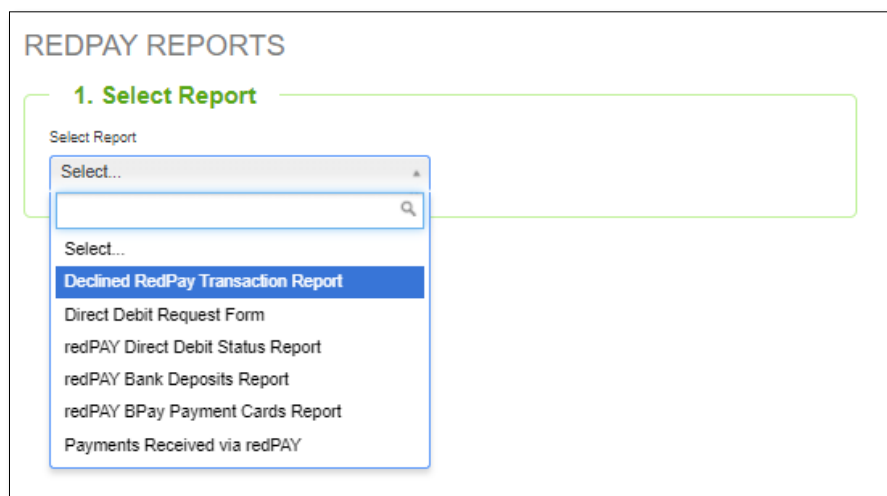 REDPAY REPORTS
1. Select Report
Select Report
Select...
Select...
Declined RedPay Transaction Report
Direct Debit Request Form
redPAY Direct Debit Status Report
redPAY Bank Deposits Report
redPAY BPay Payment Cards Report
Payments Received via redPAY